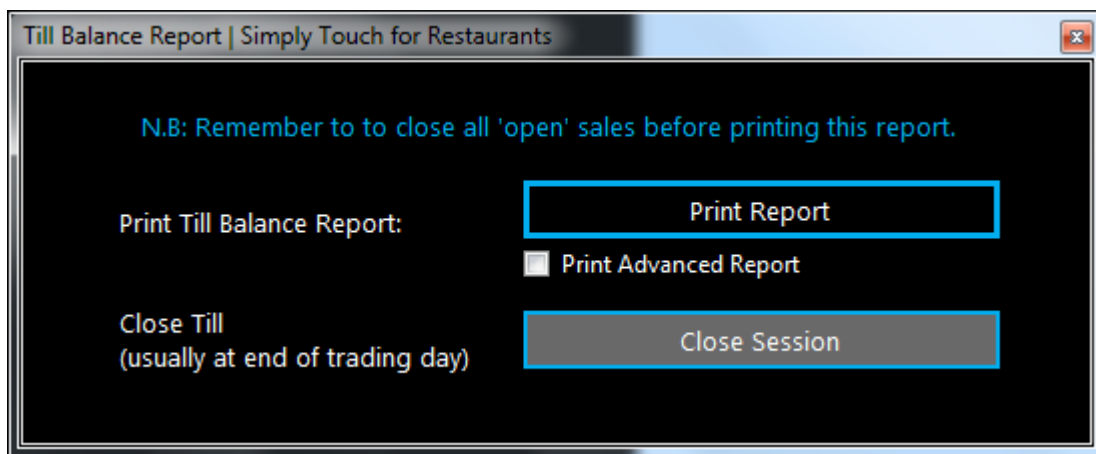 Till Balance Report | Simply Touch for Restaurants
N.B: Remember to to close all 'open' sales before printing this report.
Print Till Balance Report:
Print Report
Print Advanced Report
Close Till
(usually at end of trading day)
Close Session